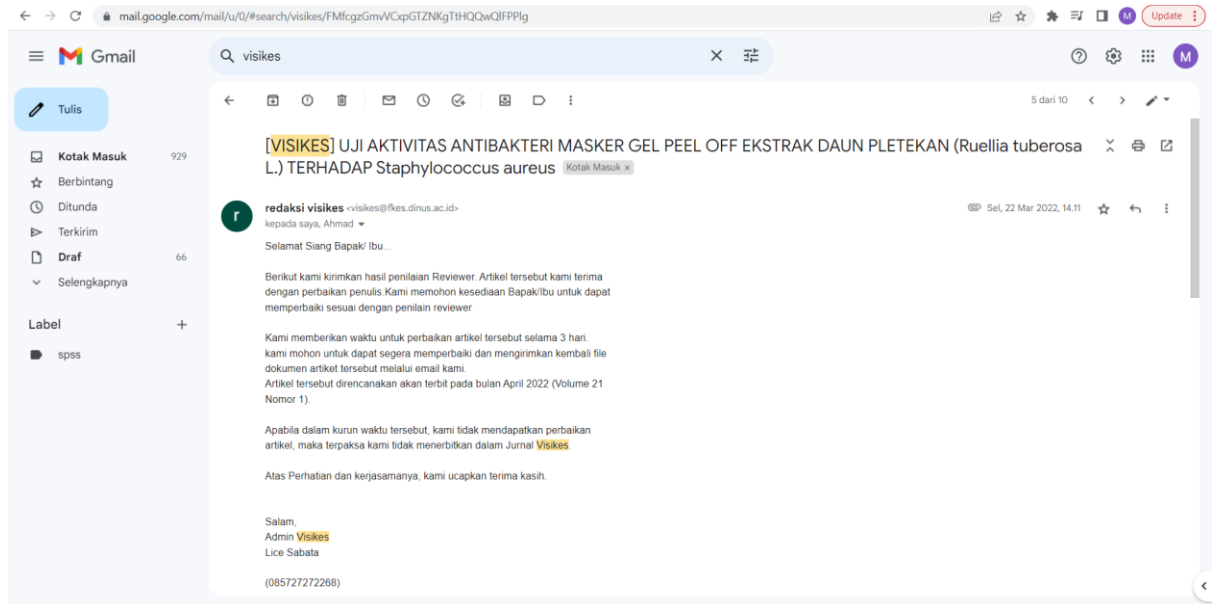 mail.google.com/mail/u/0/#search/visikes/FMfcgzGmvVCxpGTZNKgTtHQQwQlFPPlg
M
Update
Gmail
visikes
M
Tulis
5 dari 10
Kotak Masuk 929
Berbintang
Ditunda
Terkirim
Draf 66
Selengkapnya
Label
spss
[VISIKES] UJI AKTIVITAS ANTIBAKTERI MASKER GEL PEEL OFF EKSTRAK DAUN PLETEKAN (Ruellia tuberosa
L.) TERHADAP Staphylococcus aureus Kotak Masuk x
r
redaksi visikes <visikes@fkes.dinus.ac.id>
Sel, 22 Mar 2022, 14.11
kepada saya, Ahmad
Selamat Siang Bapak/ Ibu...
Berikut kami kirimkan hasil penilaian Reviewer. Artikel tersebut kami terima
dengan perbaikan penulis.Kami memohon kesediaan Bapak/Ibu untuk dapat
memperbaiki sesuai dengan penilain reviewer
Kami memberikan waktu untuk perbaikan artikel tersebut selama 3 hari.
kami mohon untuk dapat segera memperbaiki dan mengirimkan kembali file
dokumen artiket tersebut melalui email kami.
Artikel tersebut direncanakan akan terbit pada bulan April 2022 (Volume 21
Nomor 1).
Apabila dalam kurun waktu tersebut, kami tidak mendapatkan perbaikan
artikel, maka terpaksa kami tidak menerbitkan dalam Jurnal Visikes.
Atas Perhatian dan kerjasamanya, kami ucapkan terima kasih.
Salam,
Admin Visikes
Lice Sabata
(085727272268)